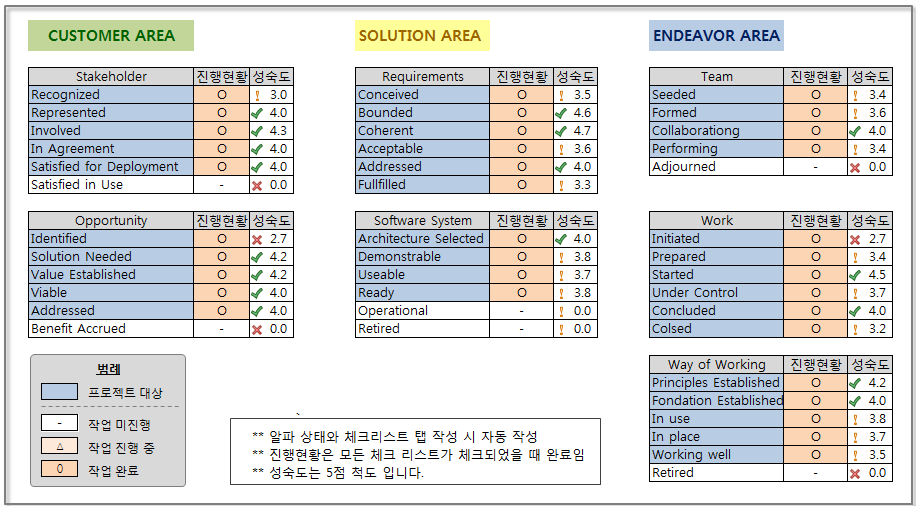 CUSTOMER AREA
Stakeholder 진행현황 성숙도
Recognized O 3.0
Represented O 4.0
Involved O 4.3
In Agreement O 4.0
Satisfied for Deployment O 4.0
Satisfied in Use - 0.0
Opportunity 진행현황 성숙도
Identified O 2.7
Solution Needed O 4.2
Value Established O 4.2
Viable O 4.0
Addressed O 4.0
Benefit Accrued - 0.0
범례
프로젝트 대상
- 작업 미진행
△ 작업 진행 중
O 작업 완료
SOLUTION AREA
Requirements 진행현황 성숙도
Conceived O 3.5
Bounded O 4.6
Coherent O 4.7
Acceptable O 3.6
Addressed O 4.0
Fullfilled O 3.3
Software System 진행현황 성숙도
Architecture Selected O 4.0
Demonstrable O 3.8
Useable O 3.7
Ready O 3.8
Operational - 0.0
Retired - 0.0
** 알파 상태와 체크리스트 탭 작성 시 자동 작성
** 진행현황은 모든 체크 리스트가 체크되었을 때 완료임
** 성숙도는 5점 척도 입니다.
ENDEAVOR AREA
Team 진행현황 성숙도
Seeded O 3.4
Formed O 3.6
Collaborationg O 4.0
Performing O 3.4
Adjourned - 0.0
Work 진행현황 성숙도
Initiated O 2.7
Prepared O 3.4
Started O 4.5
Under Control O 3.7
Concluded O 4.0
Colsed O 3.2
Way of Working 진행현황 성숙도
Principles Established O 4.2
Fondation Established O 4.0
In use O 3.8
In place O 3.7
Working well O 3.5
Retired - 0.0